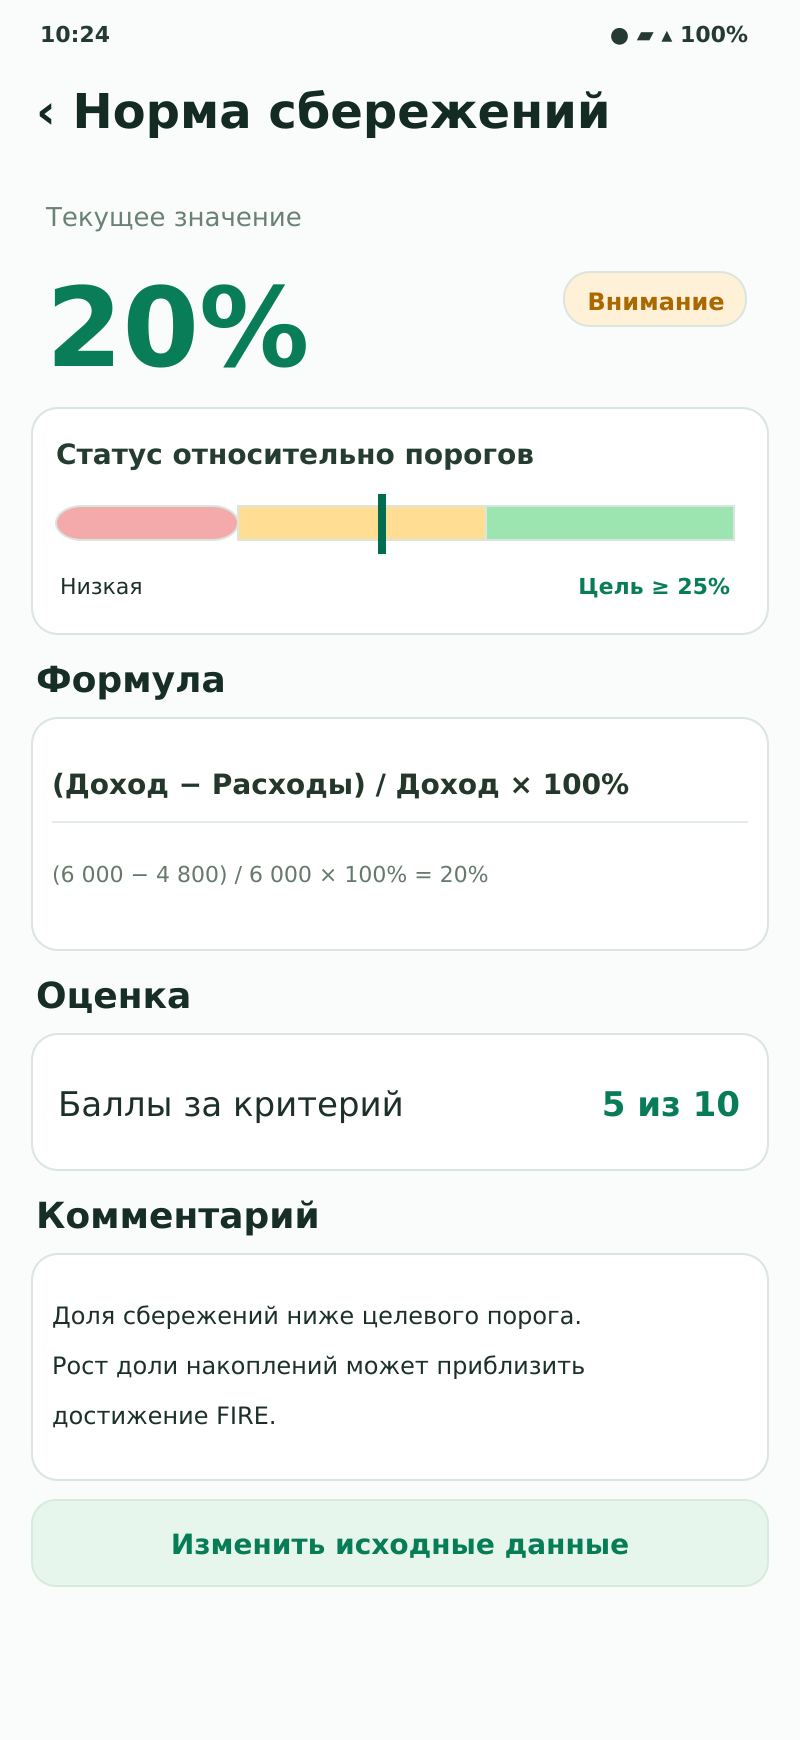 10:24
100%
‹ Норма сбережений
Текущее значение
20%
Внимание
Статус относительно порогов
Низкая
Цель ≥ 25%
Формула
(Доход − Расходы) / Доход × 100%
(6 000 − 4 800) / 6 000 × 100% = 20%
Оценка
Баллы за критерий
5 из 10
Комментарий
Доля сбережений ниже целевого порога.
Рост доли накоплений может приблизить
достижение FIRE.
Изменить исходные данные